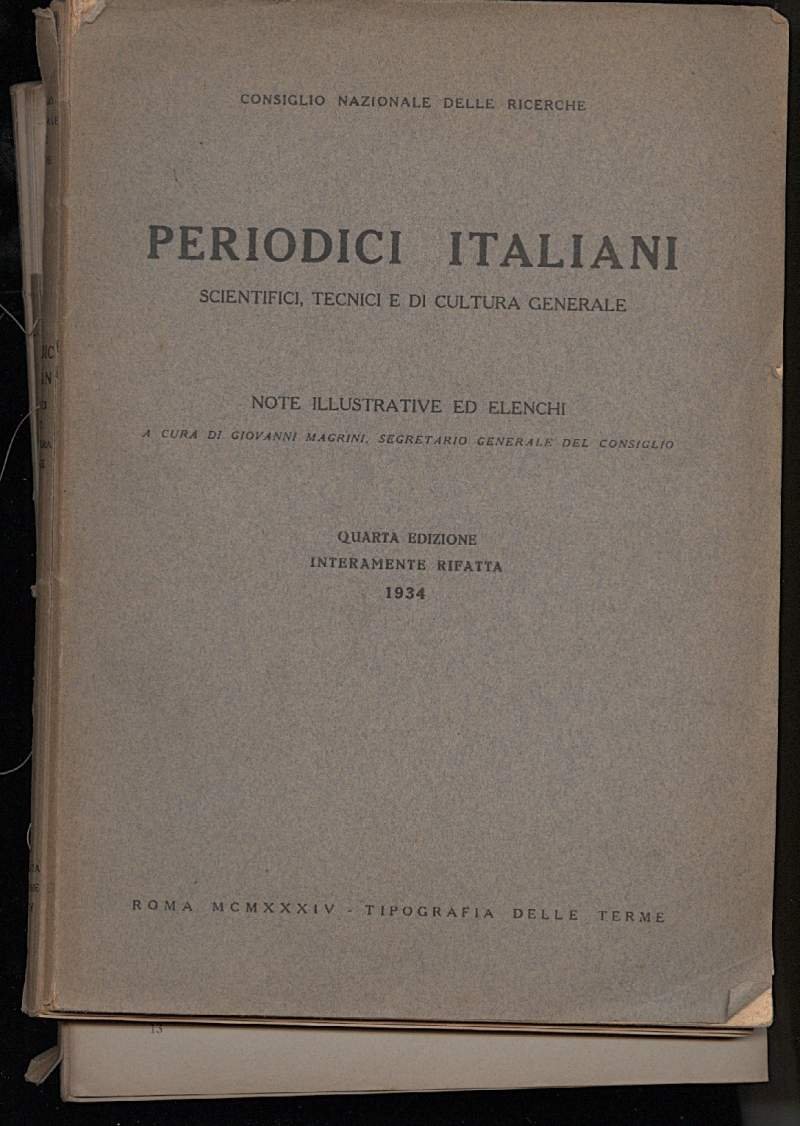 CONSIGLIO NAZIONALE DELLE RICERCHE
PERIODICI ITALIANI
SCIENTIFICI, TECNICI E DI CULTURA GENERALE
NOTE ILLUSTRATIVE ED ELENCHI
A CURA DI GIOVANNI MAGRINI, SEGRETARIO GENERALE DEL CONSIGLIO
QUARTA EDIZIONE
INTERAMENTE RIFATTA
1934
ROMA MCMXXXIV - TIPOGRAFIA DELLE TERME
13